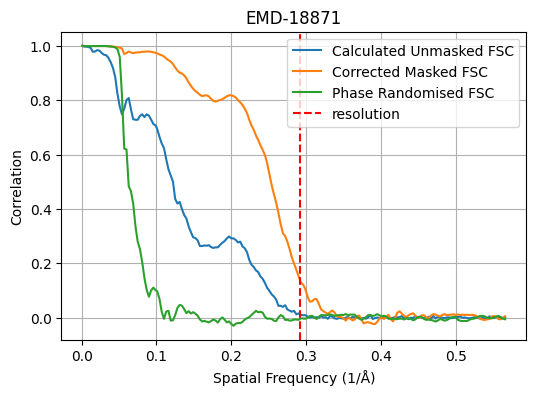 EMD-18871
Calculated Unmasked FSC
Corrected Masked FSC
Phase Randomised FSC
resolution
Correlation
1.0
0.8
0.6
0.4
0.2
0.0
0.0 0.1 0.2 0.3 0.4 0.5
Spatial Frequency (1/Å)